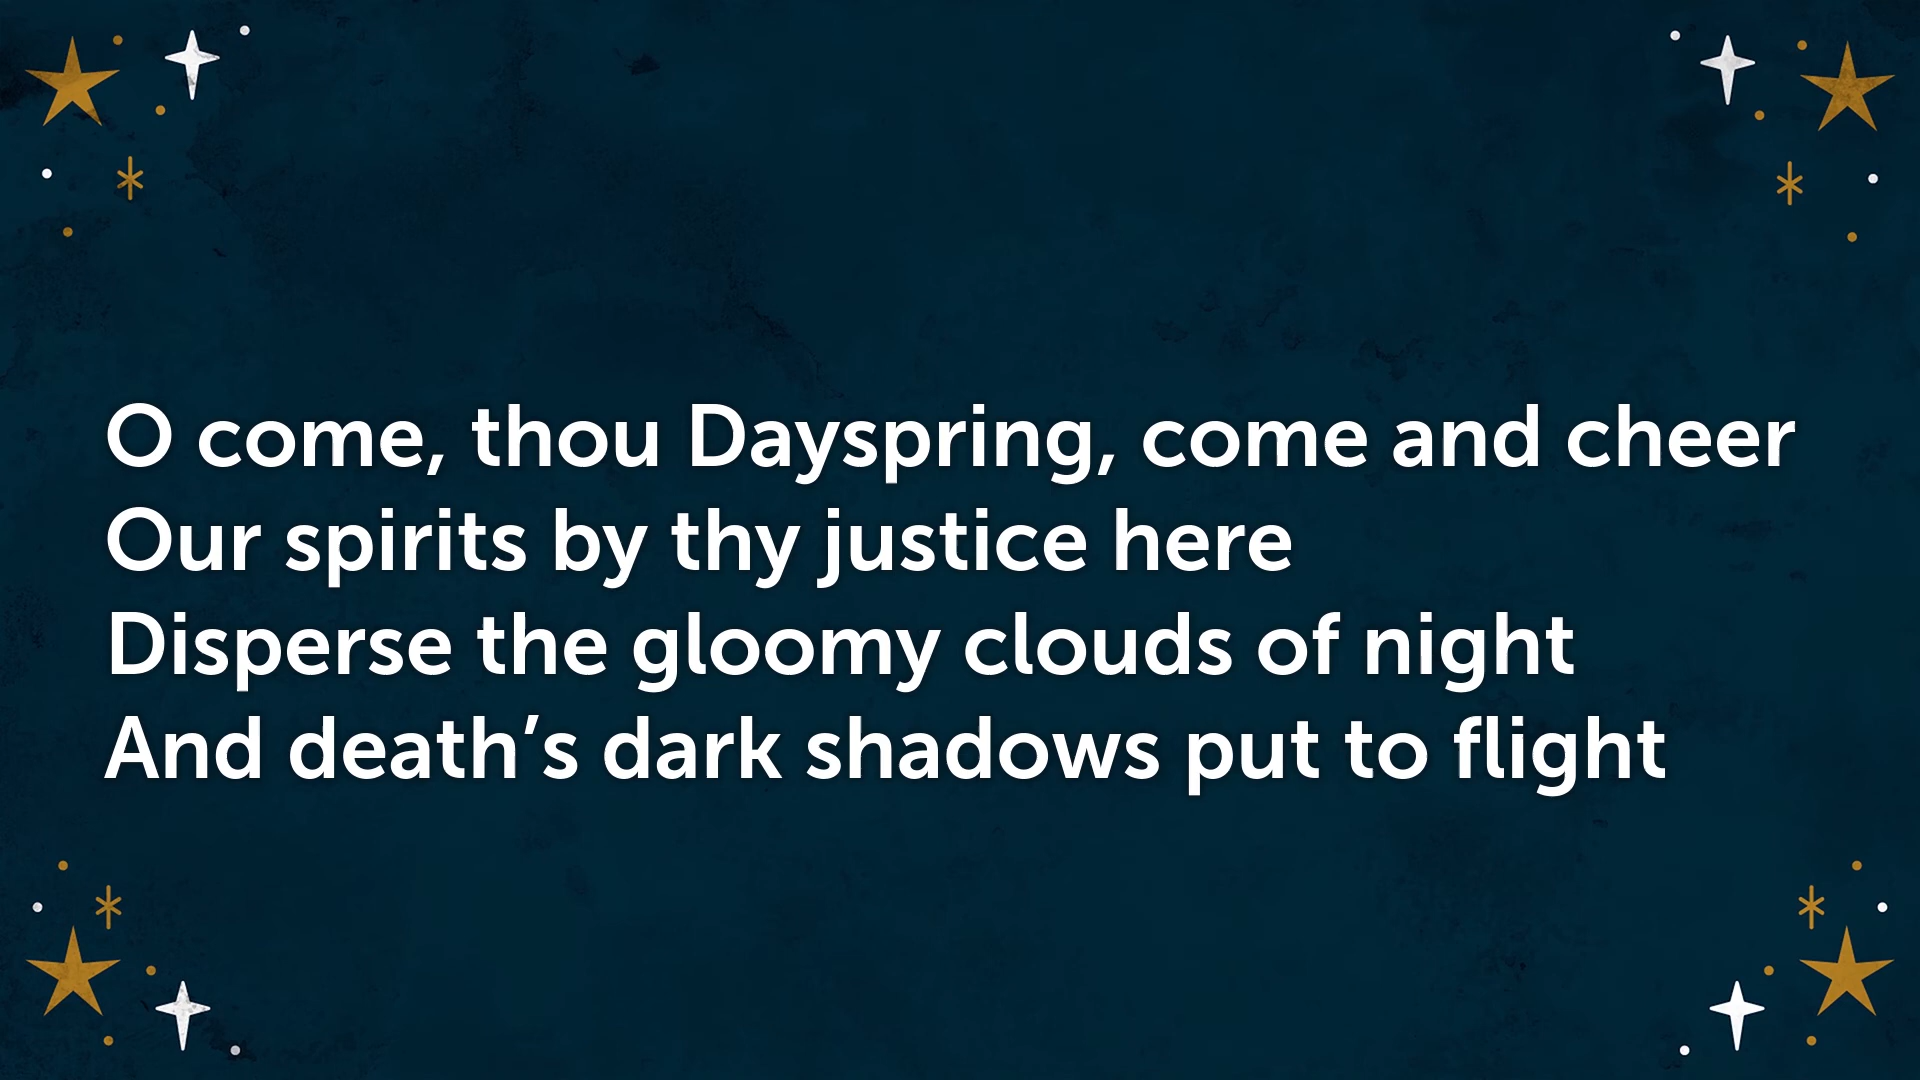 O come, thou Dayspring, come and cheer
Our spirits by thy justice here
Disperse the gloomy clouds of night
And death’s dark shadows put to flight